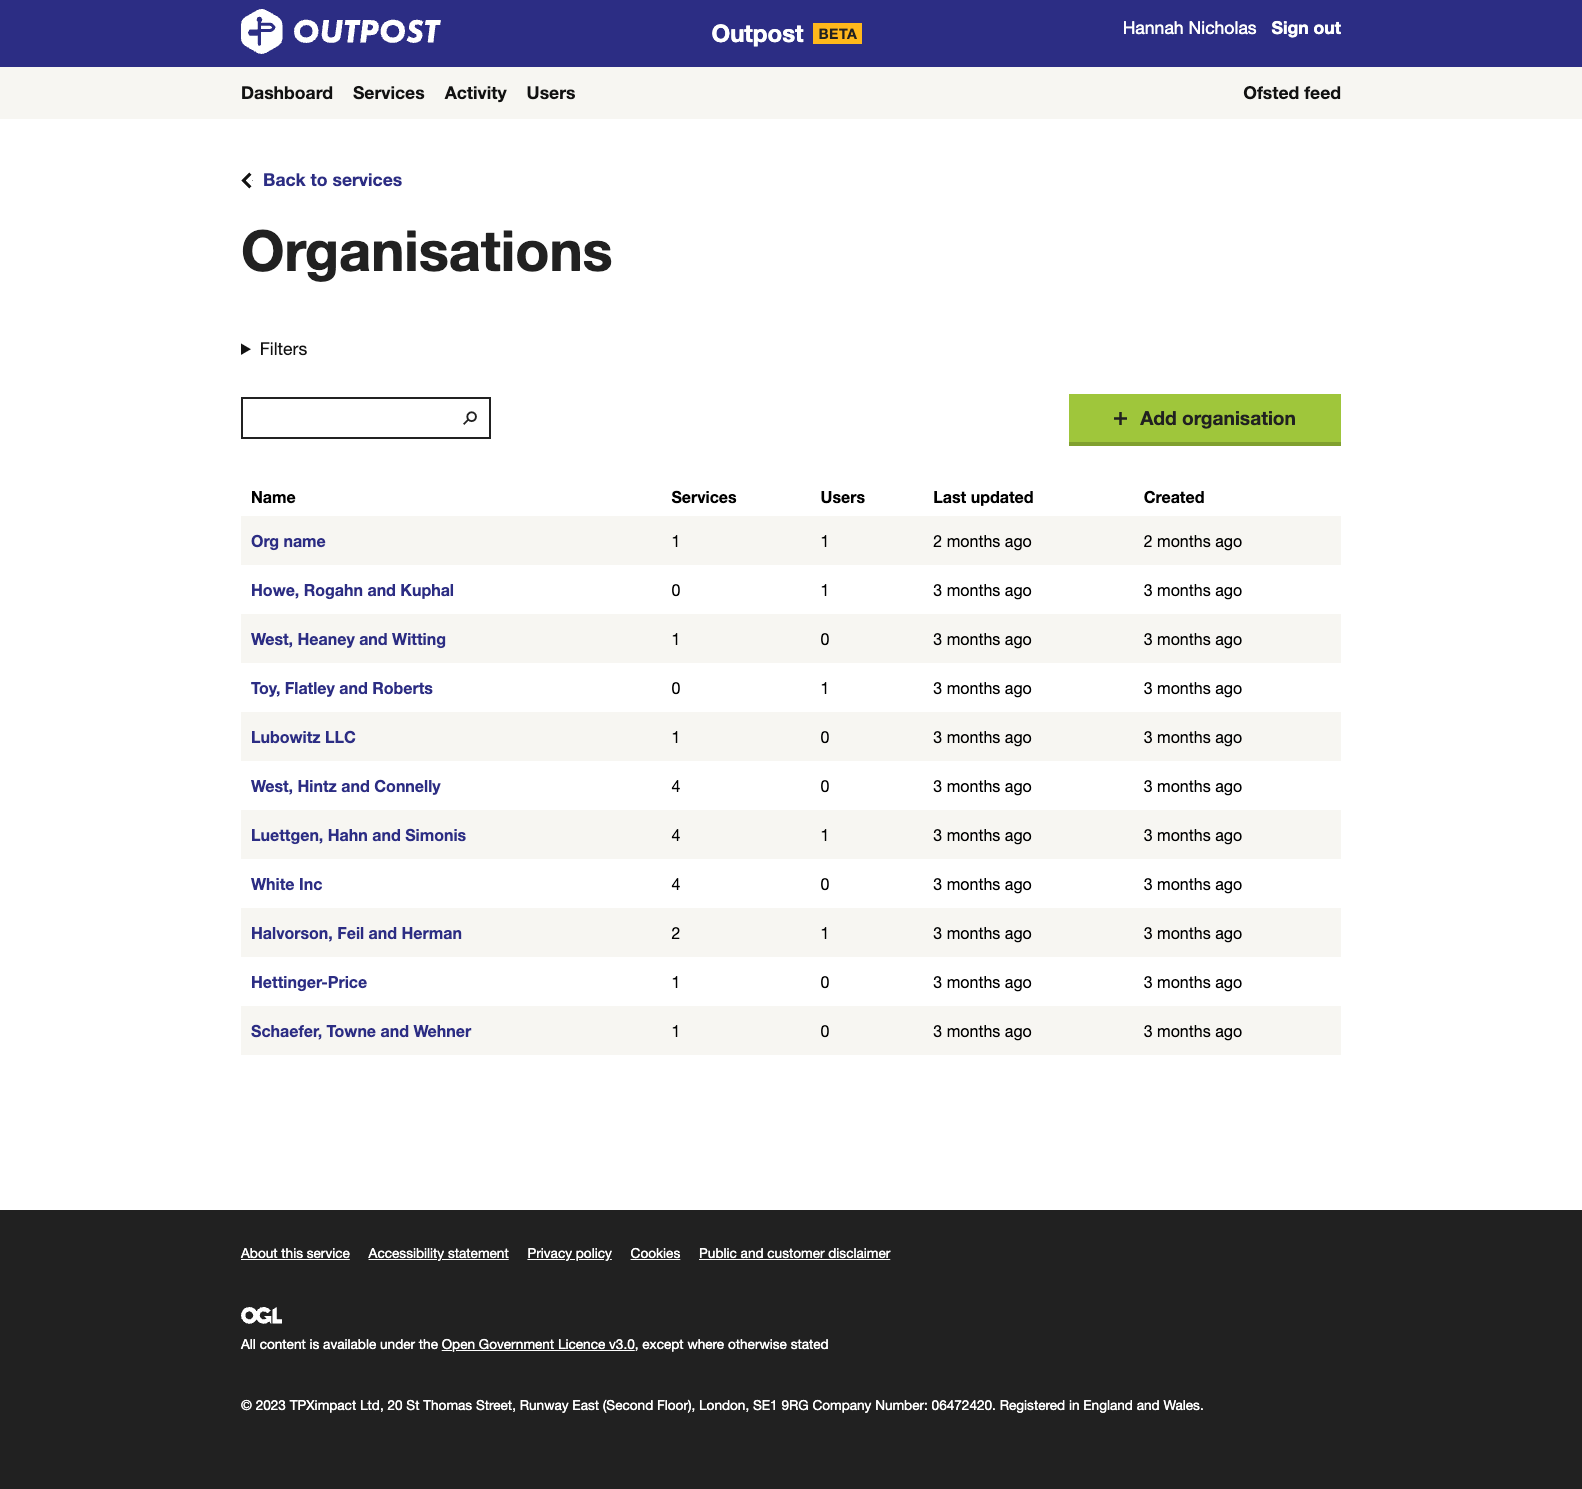 OUTPOST
Outpost BETA
Hannah Nicholas Sign out
Dashboard Services Activity Users Ofsted feed
Back to services
Organisations
Filters
+ Add organisation
Name Services Users Last updated Created
Org name 1 1 2 months ago 2 months ago
Howe, Rogahn and Kuphal 0 1 3 months ago 3 months ago
West, Heaney and Witting 1 0 3 months ago 3 months ago
Toy, Flatley and Roberts 0 1 3 months ago 3 months ago
Lubowitz LLC 1 0 3 months ago 3 months ago
West, Hintz and Connelly 4 0 3 months ago 3 months ago
Luettgen, Hahn and Simonis 4 1 3 months ago 3 months ago
White Inc 4 0 3 months ago 3 months ago
Halvorson, Feil and Herman 2 1 3 months ago 3 months ago
Hettinger-Price 1 0 3 months ago 3 months ago
Schaefer, Towne and Wehner 1 0 3 months ago 3 months ago
About this service Accessibility statement Privacy policy Cookies Public and customer disclaimer
OGL
All content is available under the Open Government Licence v3.0, except where otherwise stated
© 2023 TPXimpact Ltd, 20 St Thomas Street, Runway East (Second Floor), London, SE1 9RG Company Number: 06472420. Registered in England and Wales.